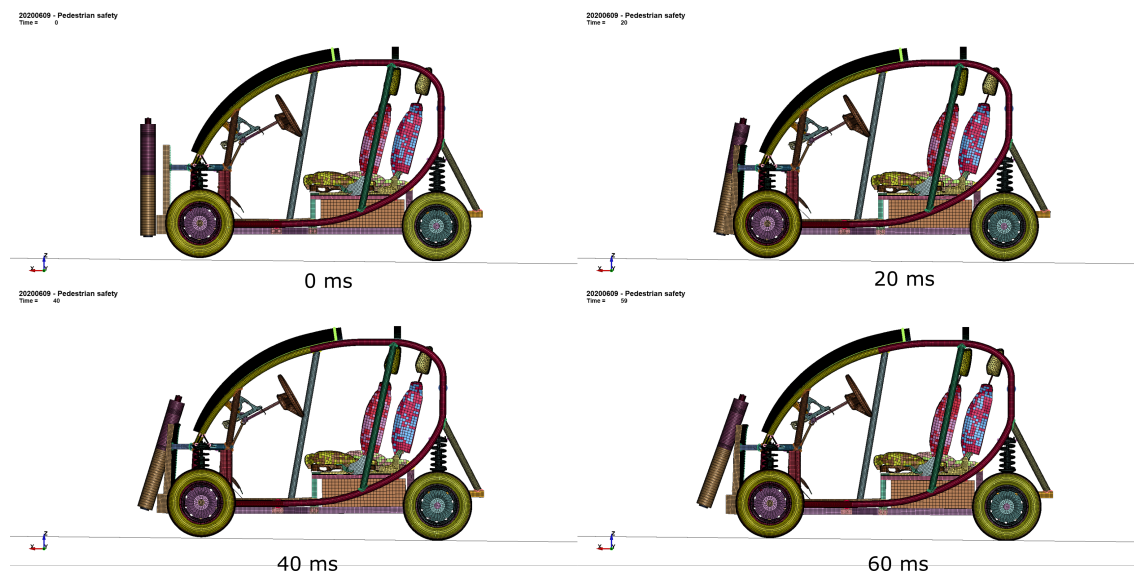 20200609 - Pedestrian safety
Time = 0
Z
X Y
0 ms
20200609 - Pedestrian safety
Time = 20
Z
X Y
20 ms
20200609 - Pedestrian safety
Time = 40
Z
X Y
40 ms
20200609 - Pedestrian safety
Time = 59
Z
X Y
60 ms